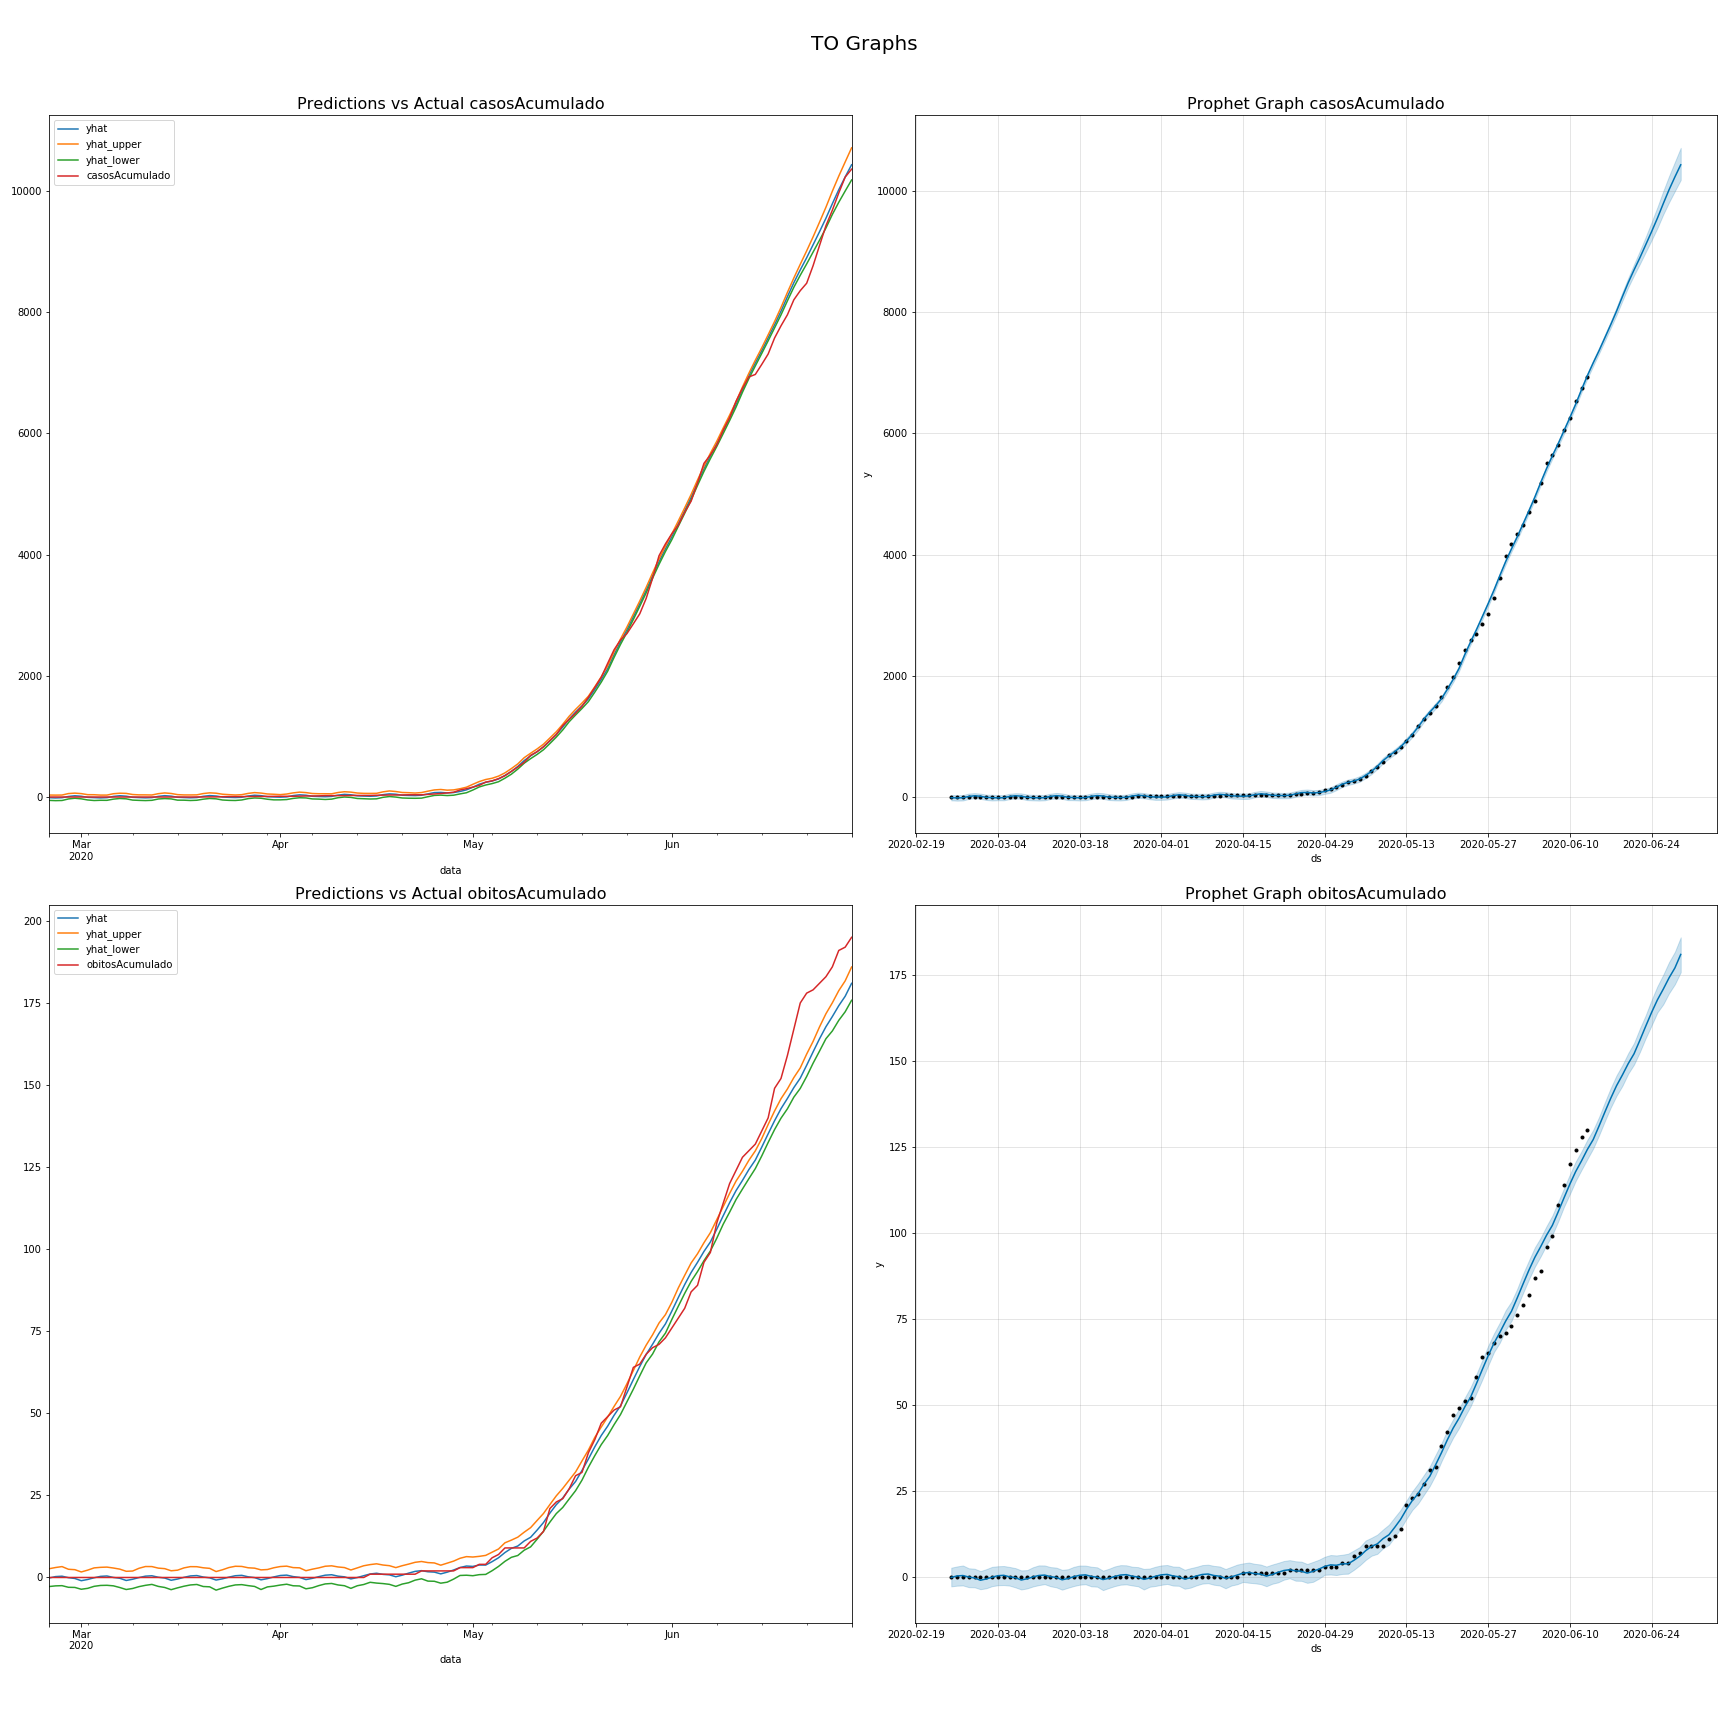 TO Graphs
Predictions vs Actual casosAcumulado
yhat
yhat_upper
yhat_lower
casosAcumulado
10000
8000
6000
4000
2000
0
Mar
2020
Apr
May
Jun
data
Prophet Graph casosAcumulado
10000
8000
6000
4000
2000
0
y
2020-02-19 2020-03-04 2020-03-18 2020-04-01 2020-04-15 2020-04-29 2020-05-13 2020-05-27 2020-06-10 2020-06-24
ds
Predictions vs Actual obitosAcumulado
yhat
yhat_upper
yhat_lower
obitosAcumulado
200
175
150
125
100
75
50
25
0
Mar
2020
Apr
May
Jun
data
Prophet Graph obitosAcumulado
175
150
125
100
75
50
25
0
y
2020-02-19 2020-03-04 2020-03-18 2020-04-01 2020-04-15 2020-04-29 2020-05-13 2020-05-27 2020-06-10 2020-06-24
ds